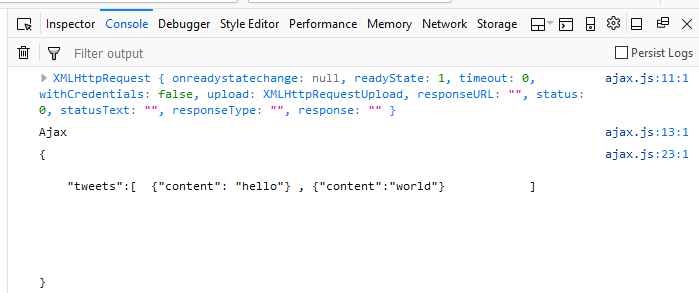 Inspector Console Debugger Style Editor Performance Memory Network Storage
Filter output Persist Logs
XMLHttpRequest { onreadystatechange: null, readyState: 1, timeout: 0, ajax.js:11:1
withCredentials: false, upload: XMLHttpRequestUpload, responseURL: "", status:
0, statusText: "", responseType: "", response: "" }
Ajax ajax.js:13:1
{ ajax.js:23:1
"tweets":[ {"content": "hello"} , {"content":"world"} ]
}